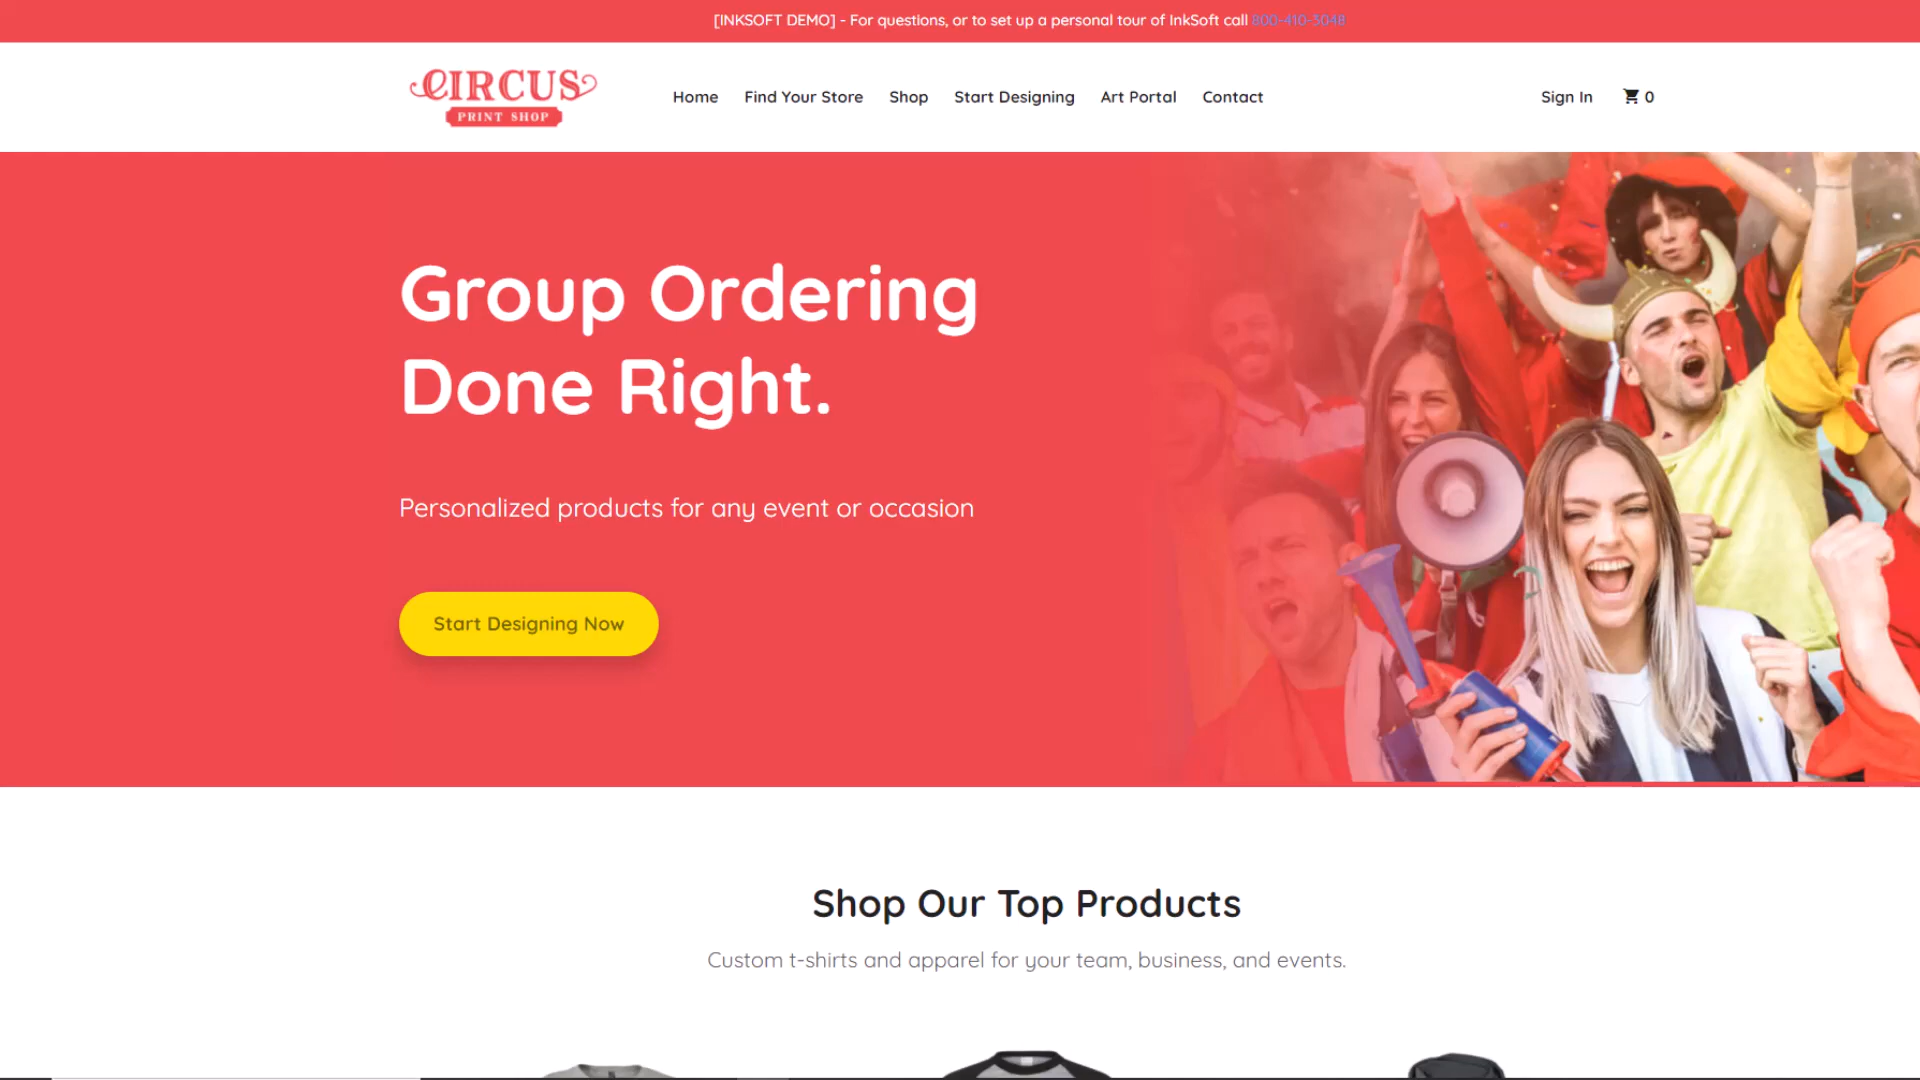 [INKSOFT DEMO] - For questions, or to set up a personal tour of InkSoft call 800-410-3048
CIRCUS
PRINT SHOP
Home
Find Your Store
Shop
Start Designing
Art Portal
Contact
Sign In
0
Group Ordering
Done Right.
Personalized products for any event or occasion
Start Designing Now
Shop Our Top Products
Custom t-shirts and apparel for your team, business, and events.